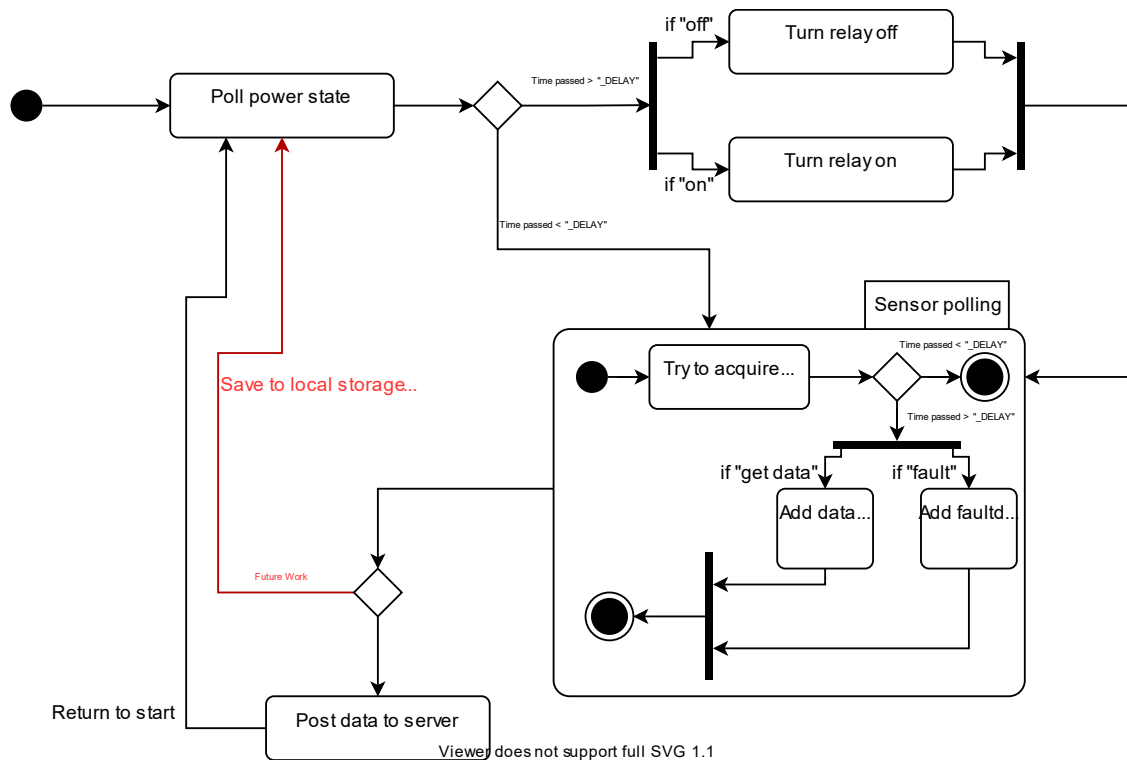 if "off"
Turn relay off
Time passed > "_DELAY"
Poll power state
Turn relay on
if "on"
Time passed < "_DELAY"
Sensor polling
Time passed < "_DELAY"
Try to acquire...
Save to local storage...
Time passed > "_DELAY"
if "get data"
if "fault"
Add data...
Add faultd...
Future Work
Return to start
Post data to server
Viewer does not support full SVG 1.1